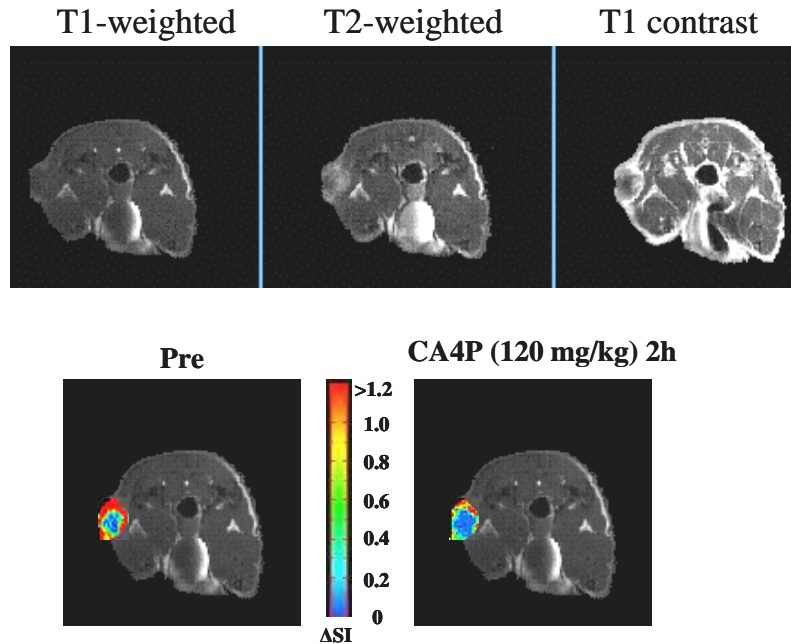 T1-weighted
T2-weighted
T1 contrast
Pre
CA4P (120 mg/kg) 2h
>1.2
1.0
0.8
0.6
0.4
0.2
0
ΔSI